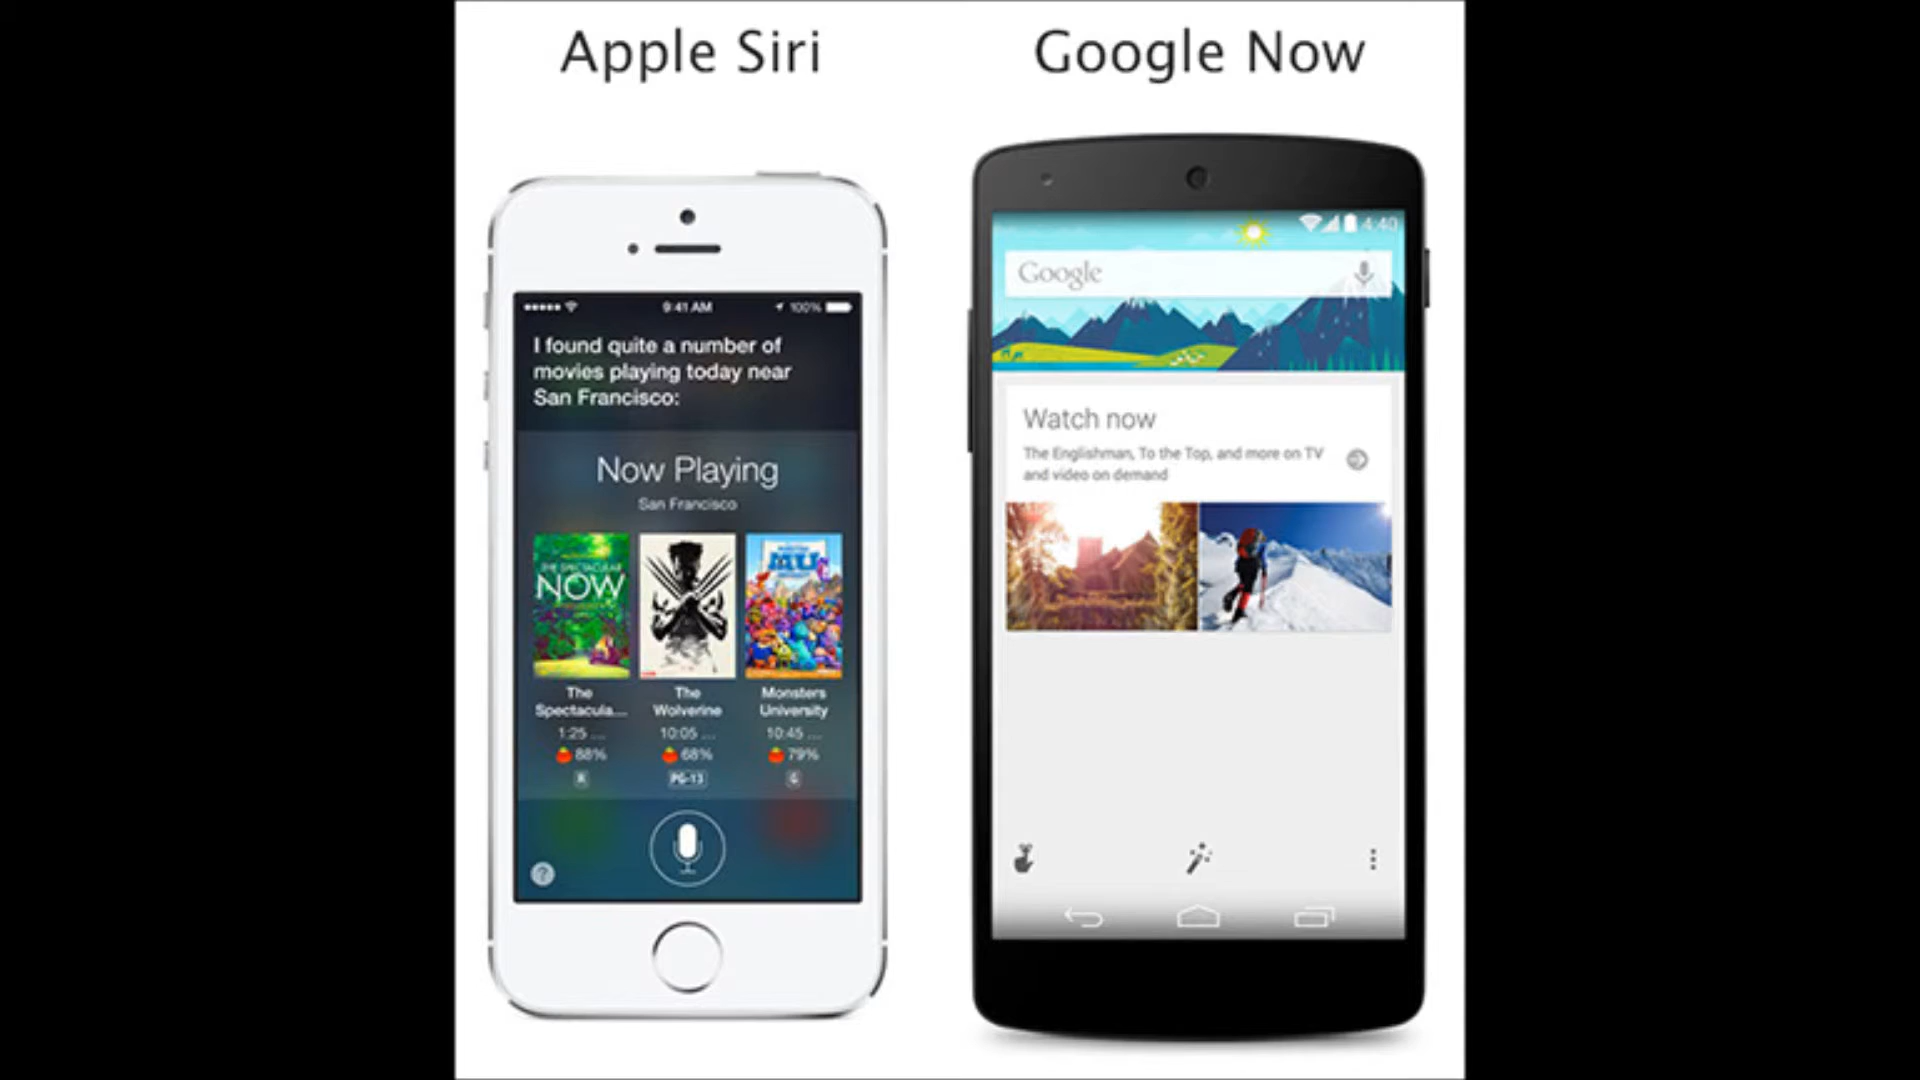 Apple Siri
Google Now
9:41 AM
100%
I found quite a number of
movies playing today near
San Francisco:
Now Playing
San Francisco
THE SPECTACULAR
NOW
MU
The
Spectacula...
1:25 ...
88%
R
The
Wolverine
10:05 ...
68%
PG-13
Monsters
University
10:45 ...
79%
G
?
4:40
Google
Watch now
The Englishman, To the Top, and more on TV
and video on demand